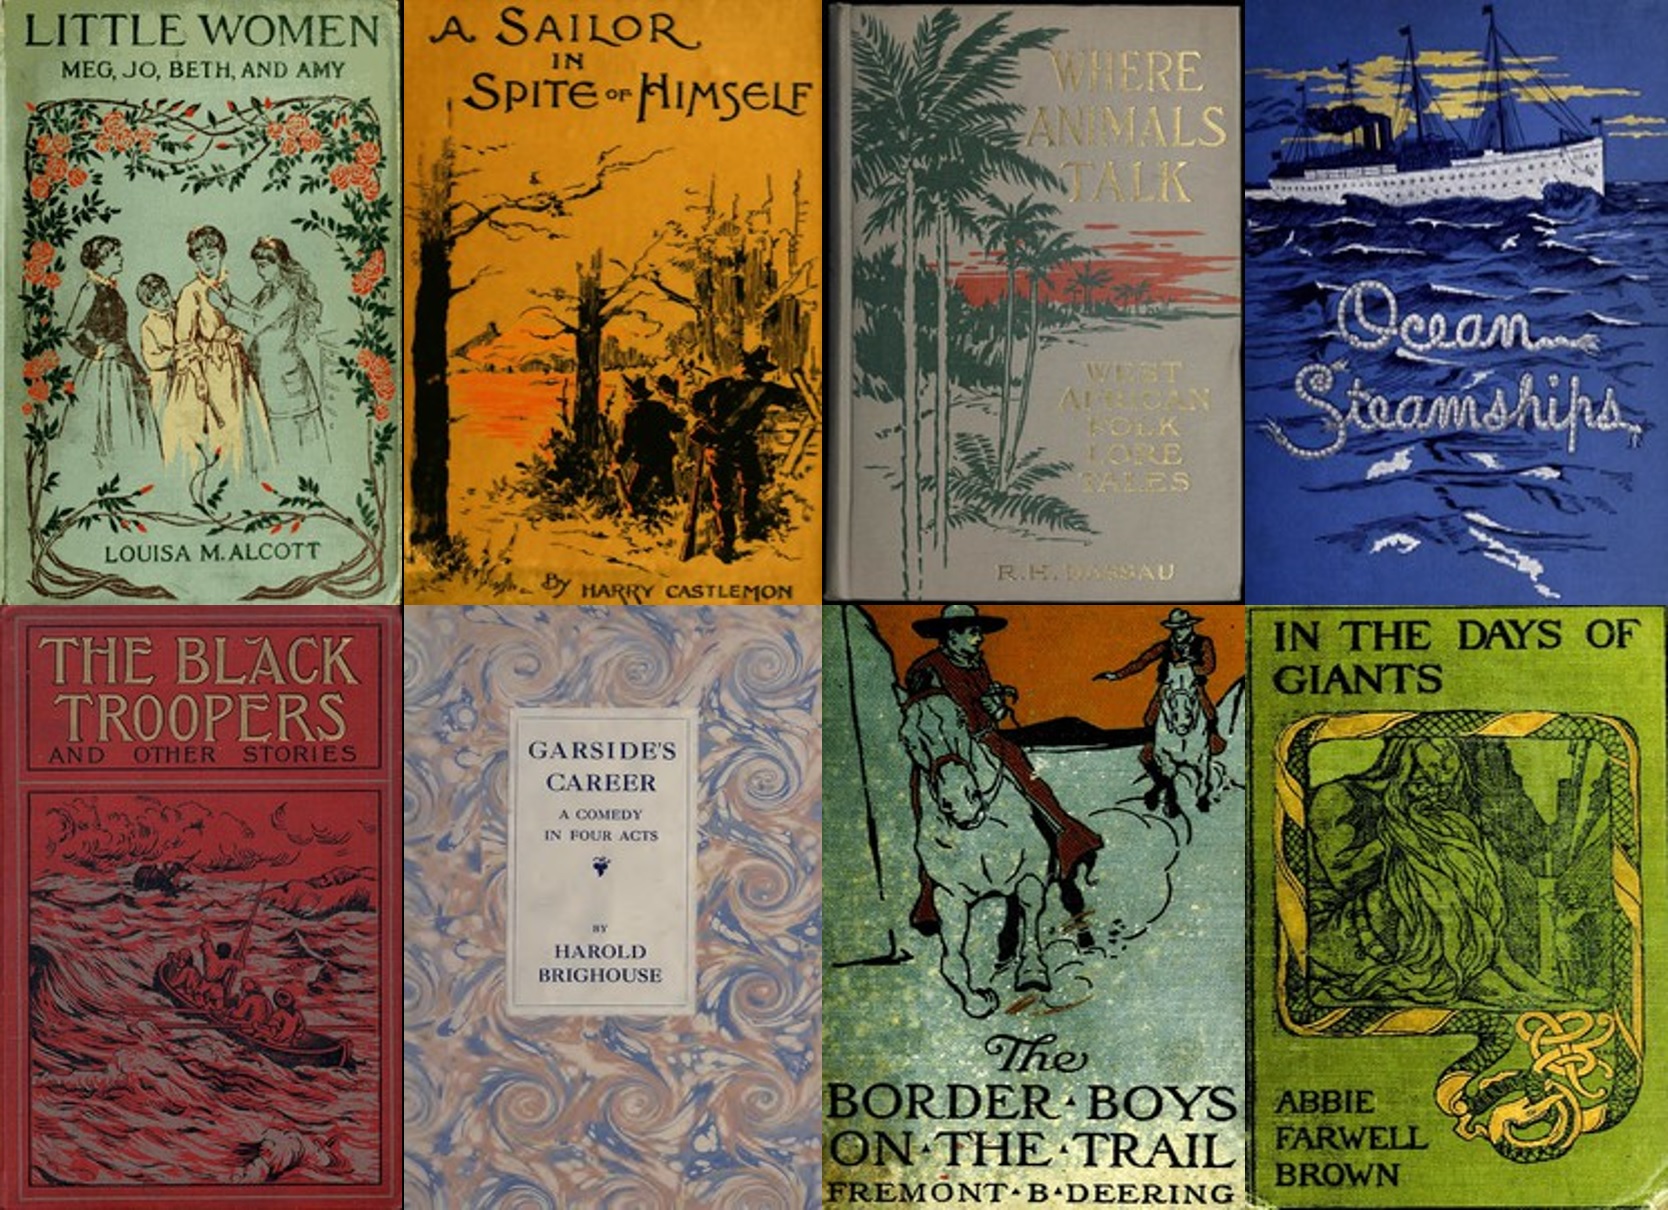 LITTLE WOMEN
MEG, JO, BETH, AND AMY
LOUISA M. ALCOTT
A SAILOR
IN
SPITE OF HIMSELF
By HARRY CASTLEMON
WHERE
ANIMALS
TALK
WEST
AFRICAN
FOLK
LORE
TALES
R. H. NASSAU
Ocean
Steamships
THE BLACK
TROOPERS
AND OTHER STORIES
GARSIDE'S
CAREER
A COMEDY
IN FOUR ACTS
BY
HAROLD
BRIGHOUSE
The
BORDER · BOYS
ON · THE · TRAIL
FREMONT · B · DEERING
IN THE DAYS OF
GIANTS
ABBIE
FARWELL
BROWN